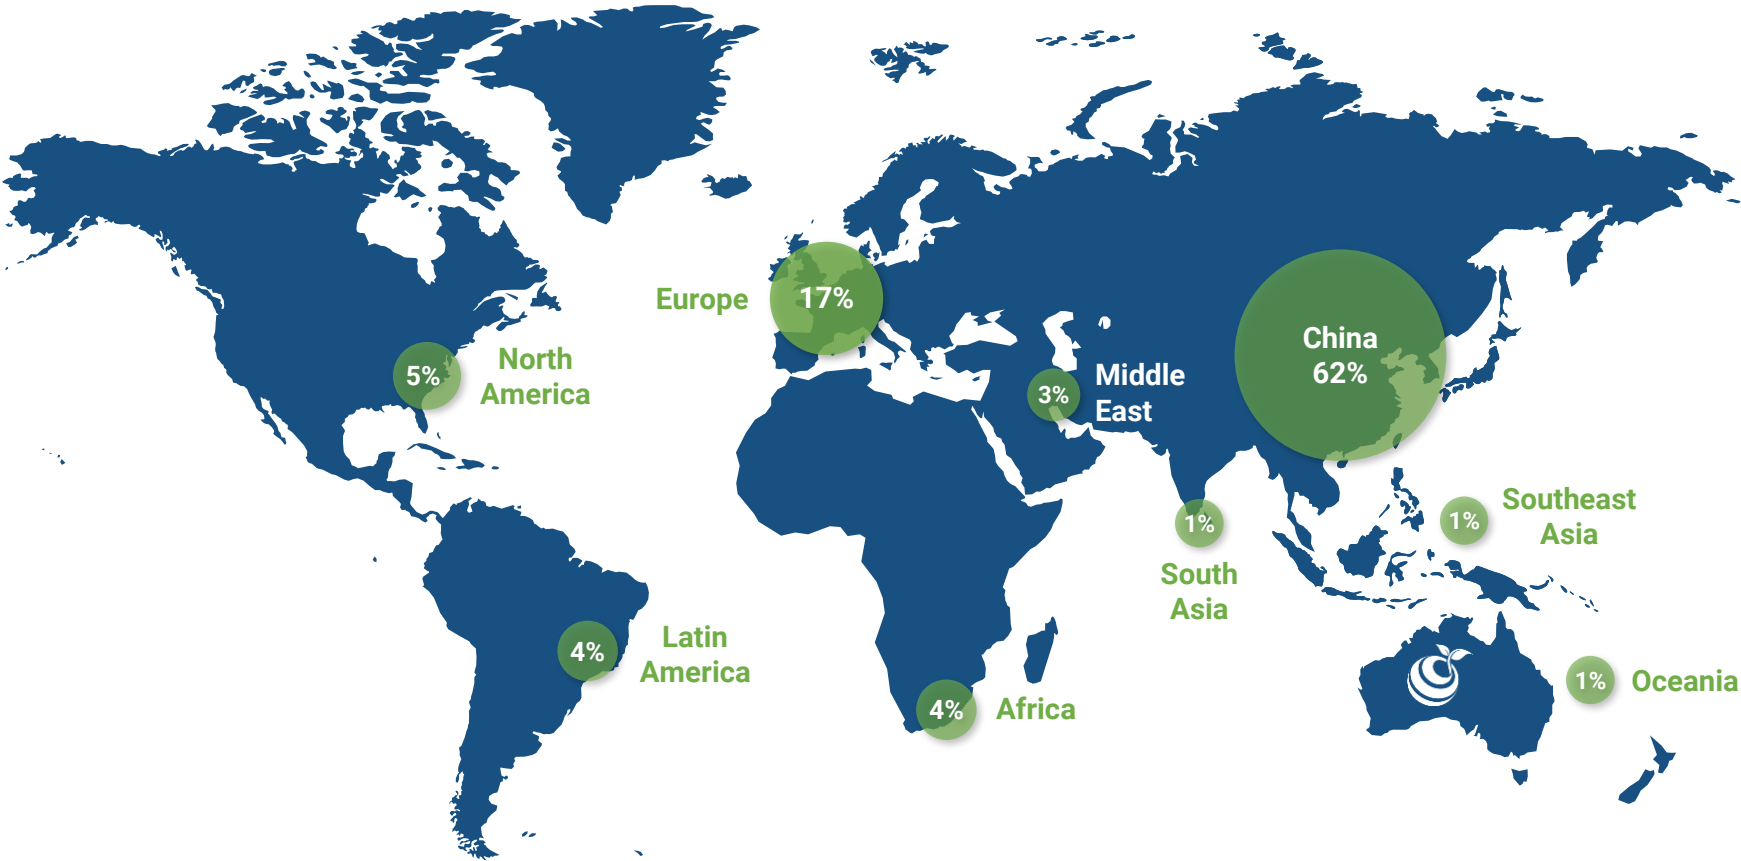 Europe
17%
China
62%
North
America
5%
Middle
East
3%
Southeast
Asia
1%
1%
South
Asia
Latin
America
4%
4%
Africa
1%
Oceania